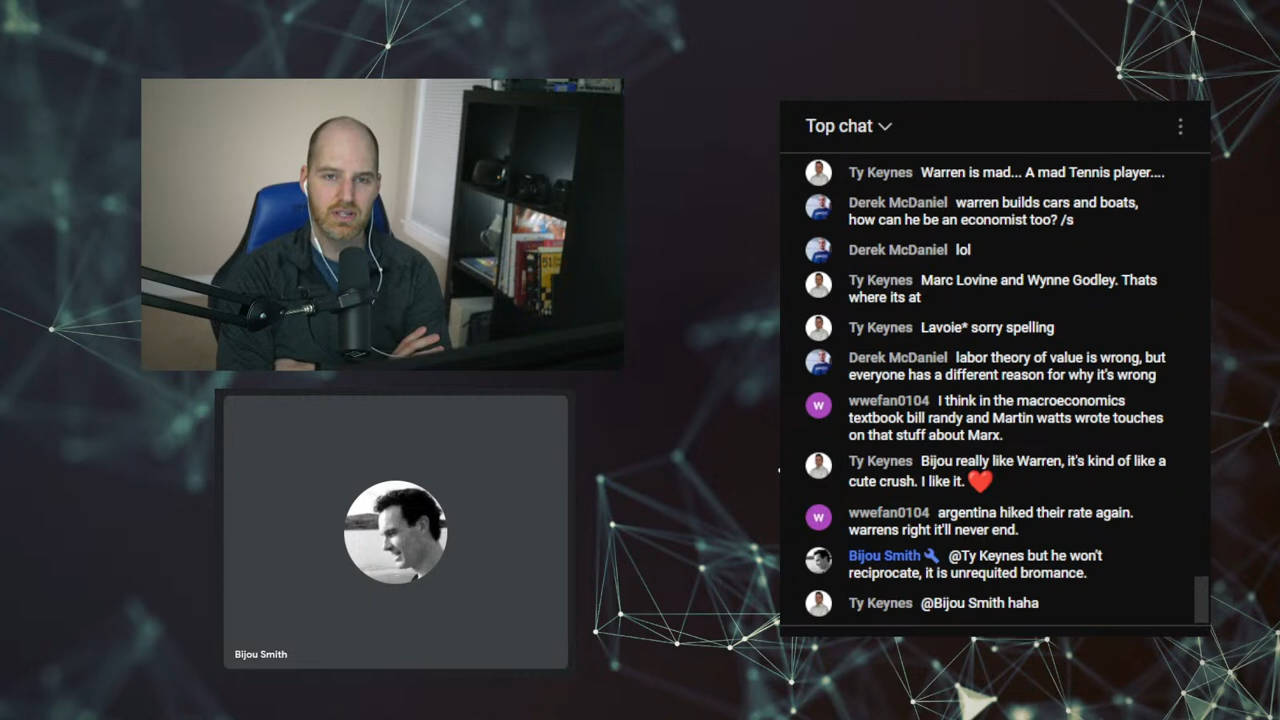 Top chat
Ty Keynes Warren is mad... A mad Tennis player....
Derek McDaniel warren builds cars and boats,
how can he be an economist too? /s
Derek McDaniel lol
Ty Keynes Marc Lovine and Wynne Godley. Thats
where its at
Ty Keynes Lavoie* sorry spelling
Derek McDaniel labor theory of value is wrong, but
everyone has a different reason for why it's wrong
W
wwefan0104 I think in the macroeconomics
textbook bill randy and Martin watts wrote touches
on that stuff about Marx.
Ty Keynes Bijou really like Warren, it's kind of like a
cute crush. I like it. ❤️
W
wwefan0104 argentina hiked their rate again.
warrens right it'll never end.
Bijou Smith @Ty Keynes but he won't
reciprocate, it is unrequited bromance.
Ty Keynes @Bijou Smith haha
51
Bijou Smith